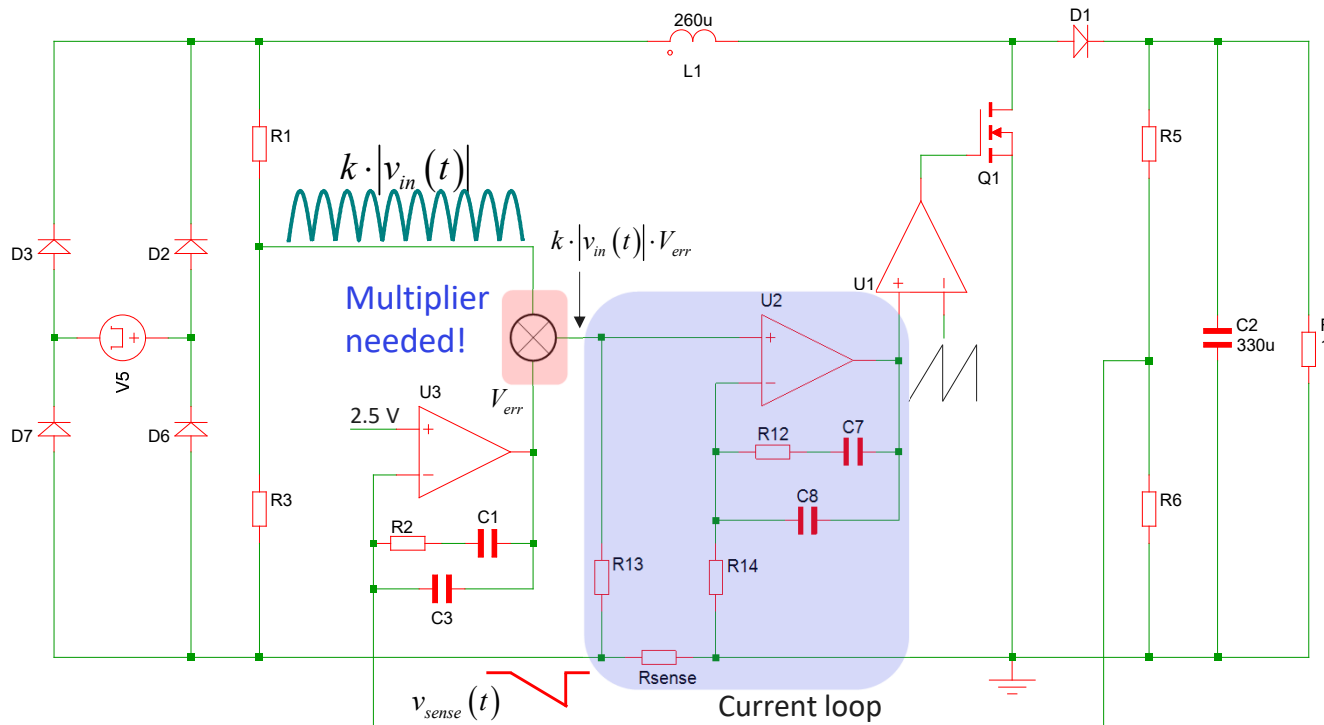 260u
L1
D1
R1
R5
Q1
k·|v_in(t)|
k·|v_in(t)|·V_err
D3
D2
U1
+
−
Multiplier
needed!
U2
+
−
C2
330u
V5
+
U3
V_err
2.5 V
+
−
D7
D6
R12
C7
R3
C8
R6
R2
C1
R13
R14
C3
Rsense
v_sense(t)
Current loop